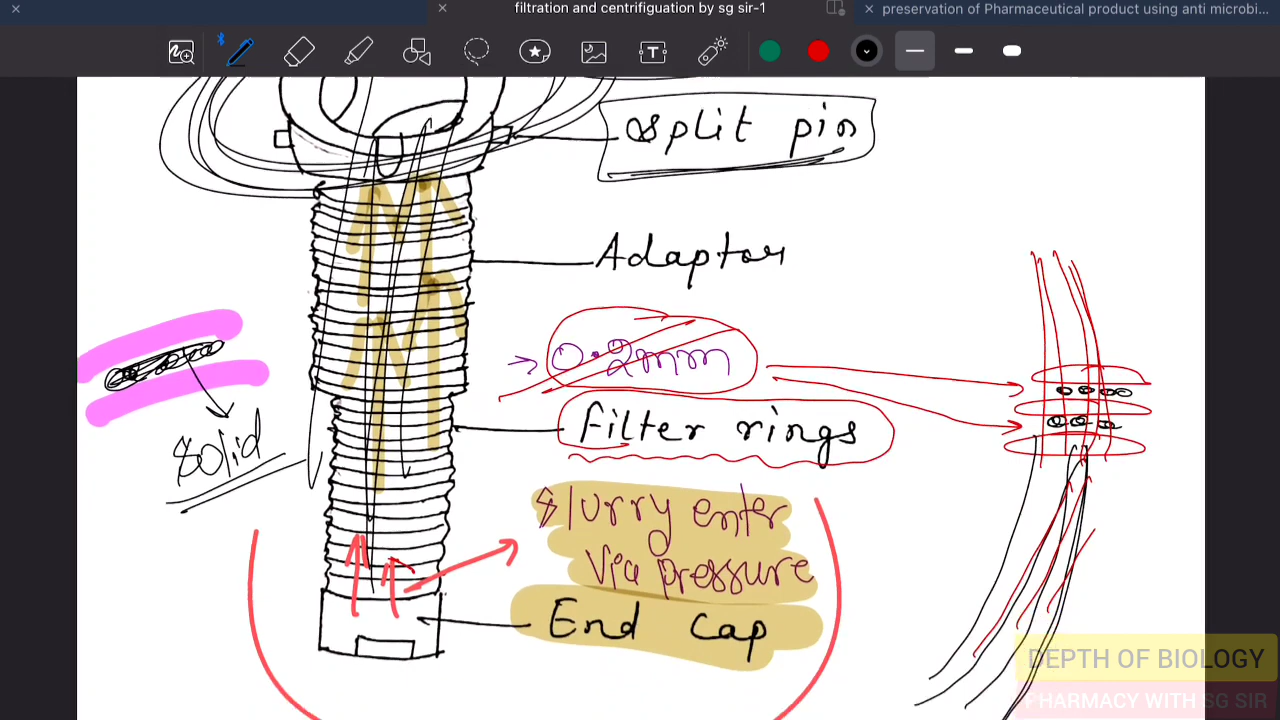 filtration and centrifiguation by sg sir-1
preservation of Pharmaceutical product using anti microbi...
split pin
Adaptor
→ 0.2mm
filter rings
solid
slurry enter
via pressure
End cap
DEPTH OF BIOLOGY
PHARMACY WITH SG SIR